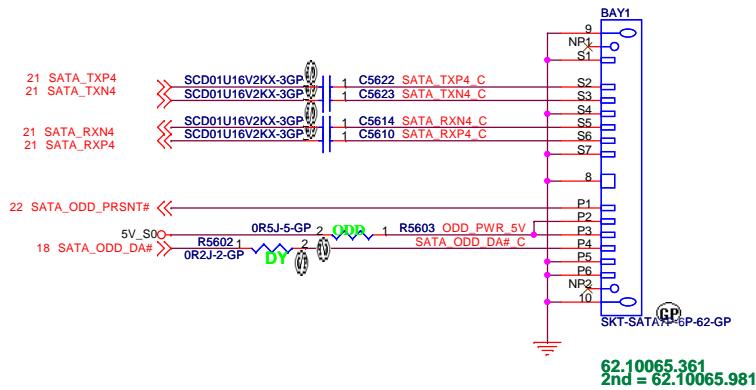 BAY1
9
NP1
S1
21 SATA_TXP4 SCD01U16V2KX-3GP 1 C5622 SATA_TXP4_C S2
21 SATA_TXN4 SCD01U16V2KX-3GP 1 C5623 SATA_TXN4_C S3
S4
21 SATA_RXN4 SCD01U16V2KX-3GP 1 C5614 SATA_RXN4_C S5
21 SATA_RXP4 SCD01U16V2KX-3GP 1 C5610 SATA_RXP4_C S6
S7
8
22 SATA_ODD_PRSNT# P1
P2
5V_S0 0R5J-5-GP 2 ODD 1 R5603 ODD_PWR_5V P3
18 SATA_ODD_DA# R5602 1 DY 2 SATA_ODD_DA#_C P4
0R2J-2-GP
P5
P6
NP2
10
GP
SKT-SATA7P-6P-62-GP
62.10065.361
2nd = 62.10065.981